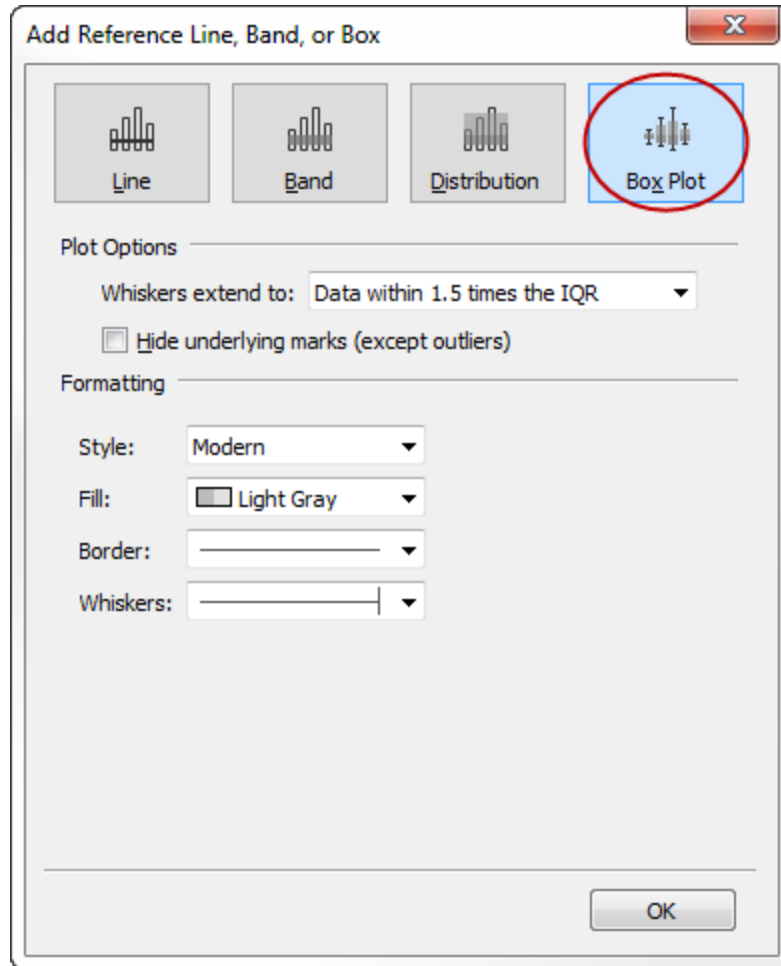 Add Reference Line, Band, or Box
Line Band Distribution Box Plot
Plot Options
Whiskers extend to: Data within 1.5 times the IQR
Hide underlying marks (except outliers)
Formatting
Style: Modern
Fill: Light Gray
Border:
Whiskers:
OK